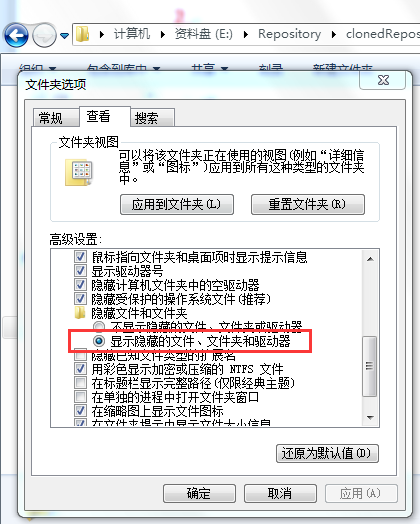 2
计算机 ▸ 资料盘 (E:) ▸ Repository ▸ clonedRepos
组织 包含到库中 共享 刻录 新建文件夹
文件夹选项
常规 查看 搜索
文件夹视图
可以将该文件夹正在使用的视图(例如“详细信
息”或“图标”)应用到所有这种类型的文件夹
中。
应用到文件夹(L) 重置文件夹(R)
高级设置:
鼠标指向文件夹和桌面项时显示提示信息
显示驱动器号
隐藏计算机文件夹中的空驱动器
隐藏受保护的操作系统文件(推荐)
隐藏文件和文件夹
不显示隐藏的文件、文件夹或驱动器
显示隐藏的文件、文件夹和驱动器
隐藏已知文件类型的扩展名
用彩色显示加密或压缩的 NTFS 文件
在标题栏显示完整路径(仅限经典主题)
在单独的进程中打开文件夹窗口
在缩略图上显示文件图标
在文件夹提示中显示文件大小信息
还原为默认值(D)
确定 取消 应用(A)